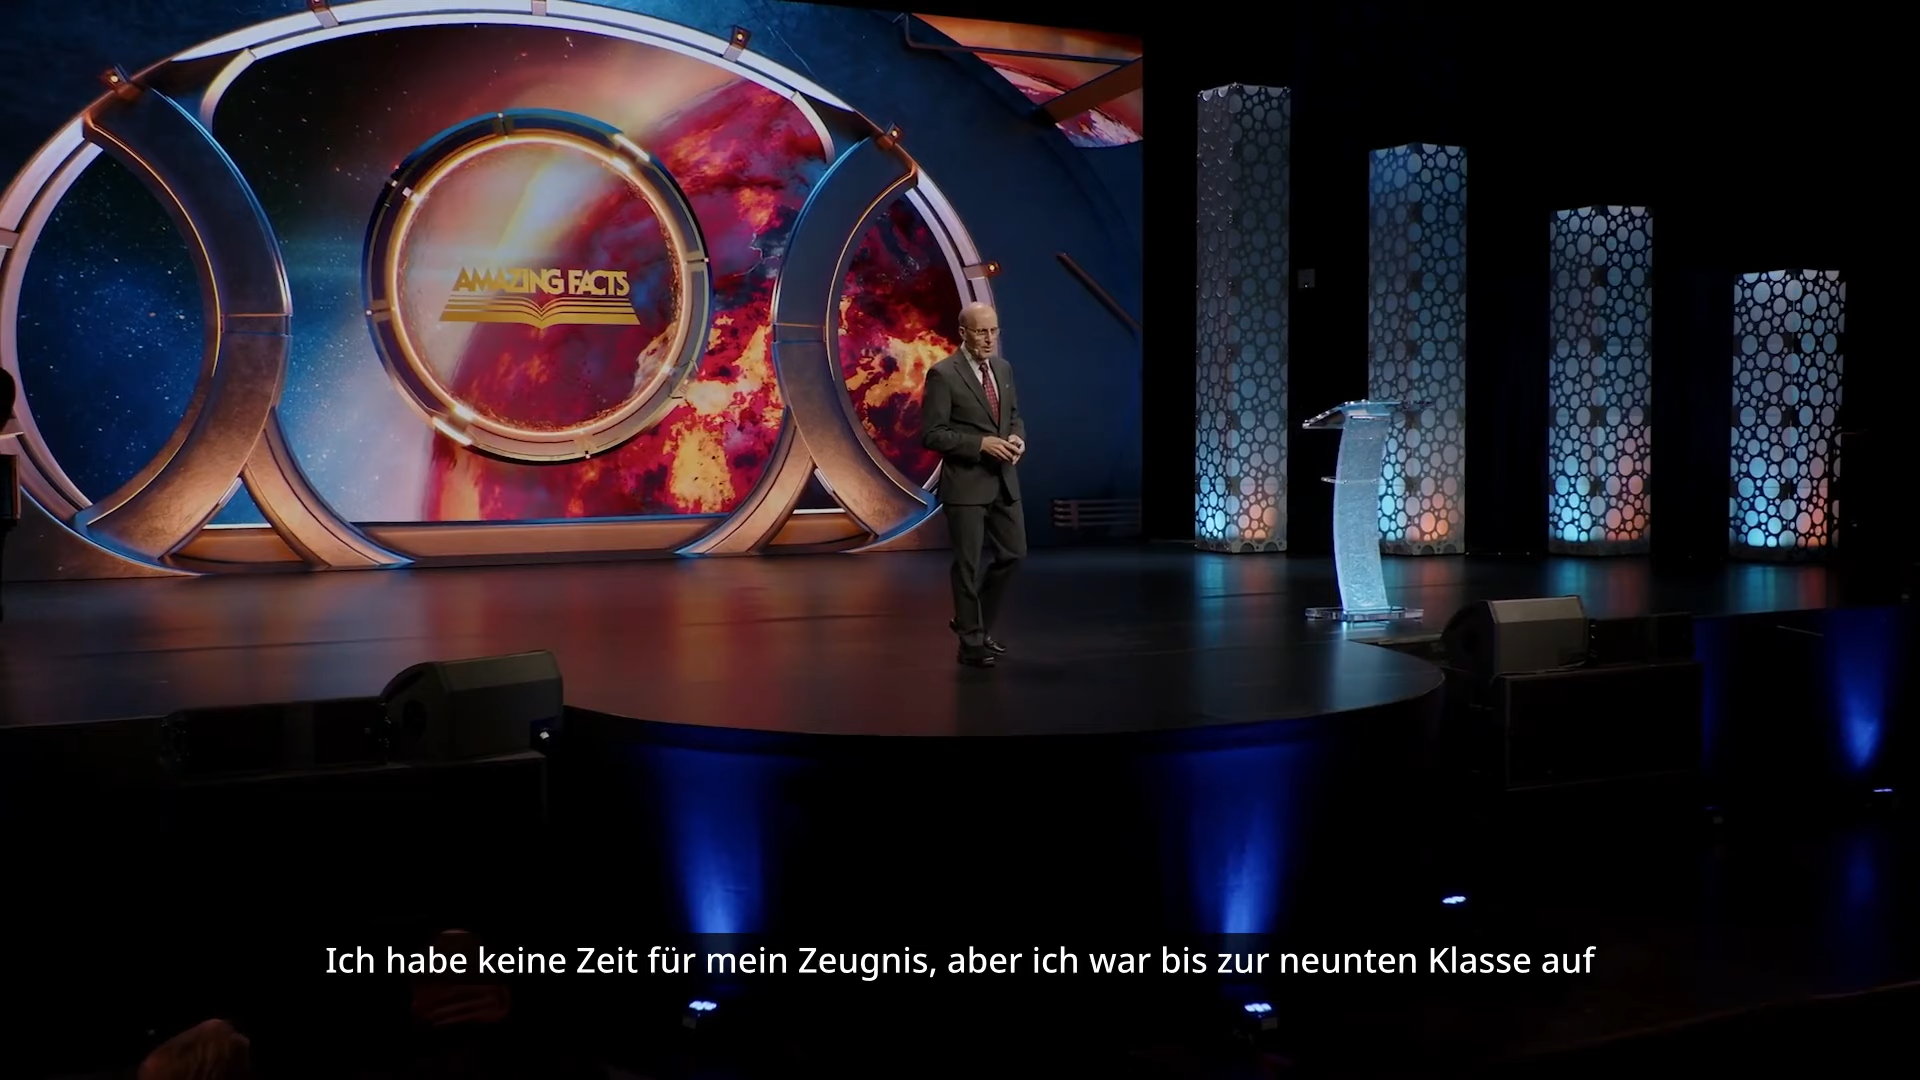 AMAZING FACTS
Ich habe keine Zeit für mein Zeugnis, aber ich war bis zur neunten Klasse auf